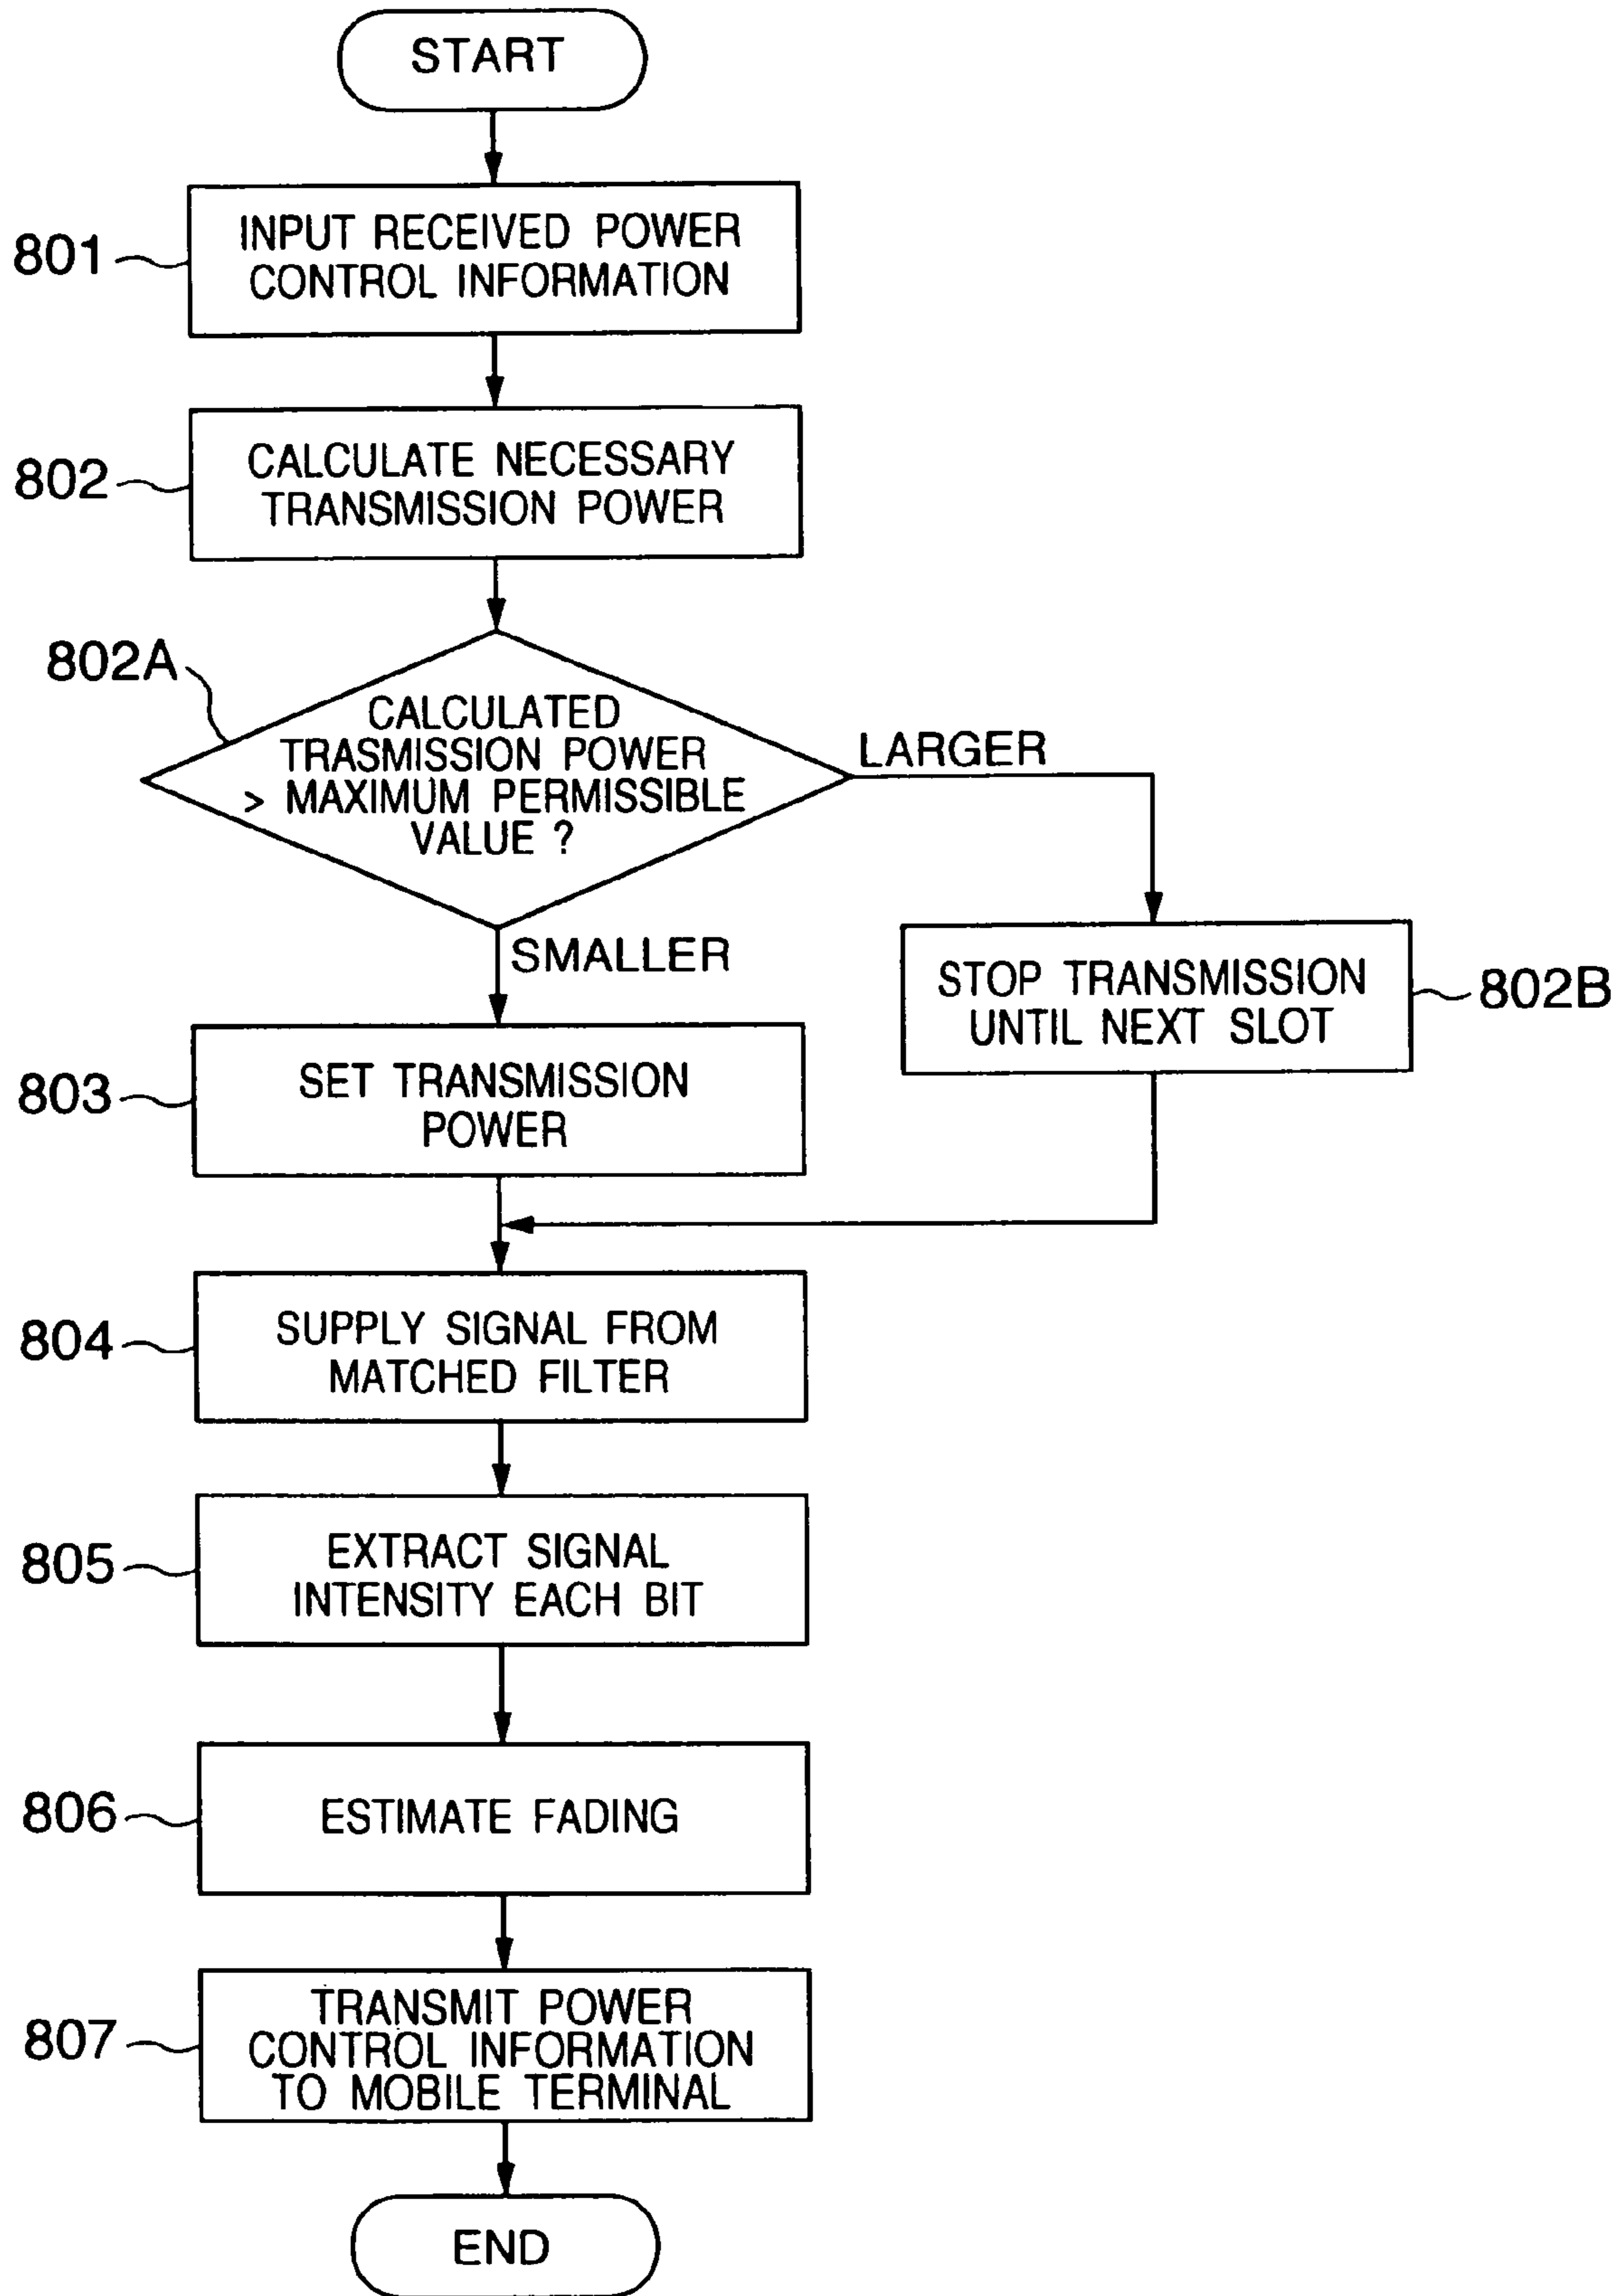 START
801
INPUT RECEIVED POWER
CONTROL INFORMATION
802
CALCULATE NECESSARY
TRANSMISSION POWER
802A
CALCULATED
TRASMISSION POWER
> MAXIMUM PERMISSIBLE
VALUE ?
LARGER
SMALLER
STOP TRANSMISSION
UNTIL NEXT SLOT
802B
803
SET TRANSMISSION
POWER
804
SUPPLY SIGNAL FROM
MATCHED FILTER
805
EXTRACT SIGNAL
INTENSITY EACH BIT
806
ESTIMATE FADING
807
TRANSMIT POWER
CONTROL INFORMATION
TO MOBILE TERMINAL
END